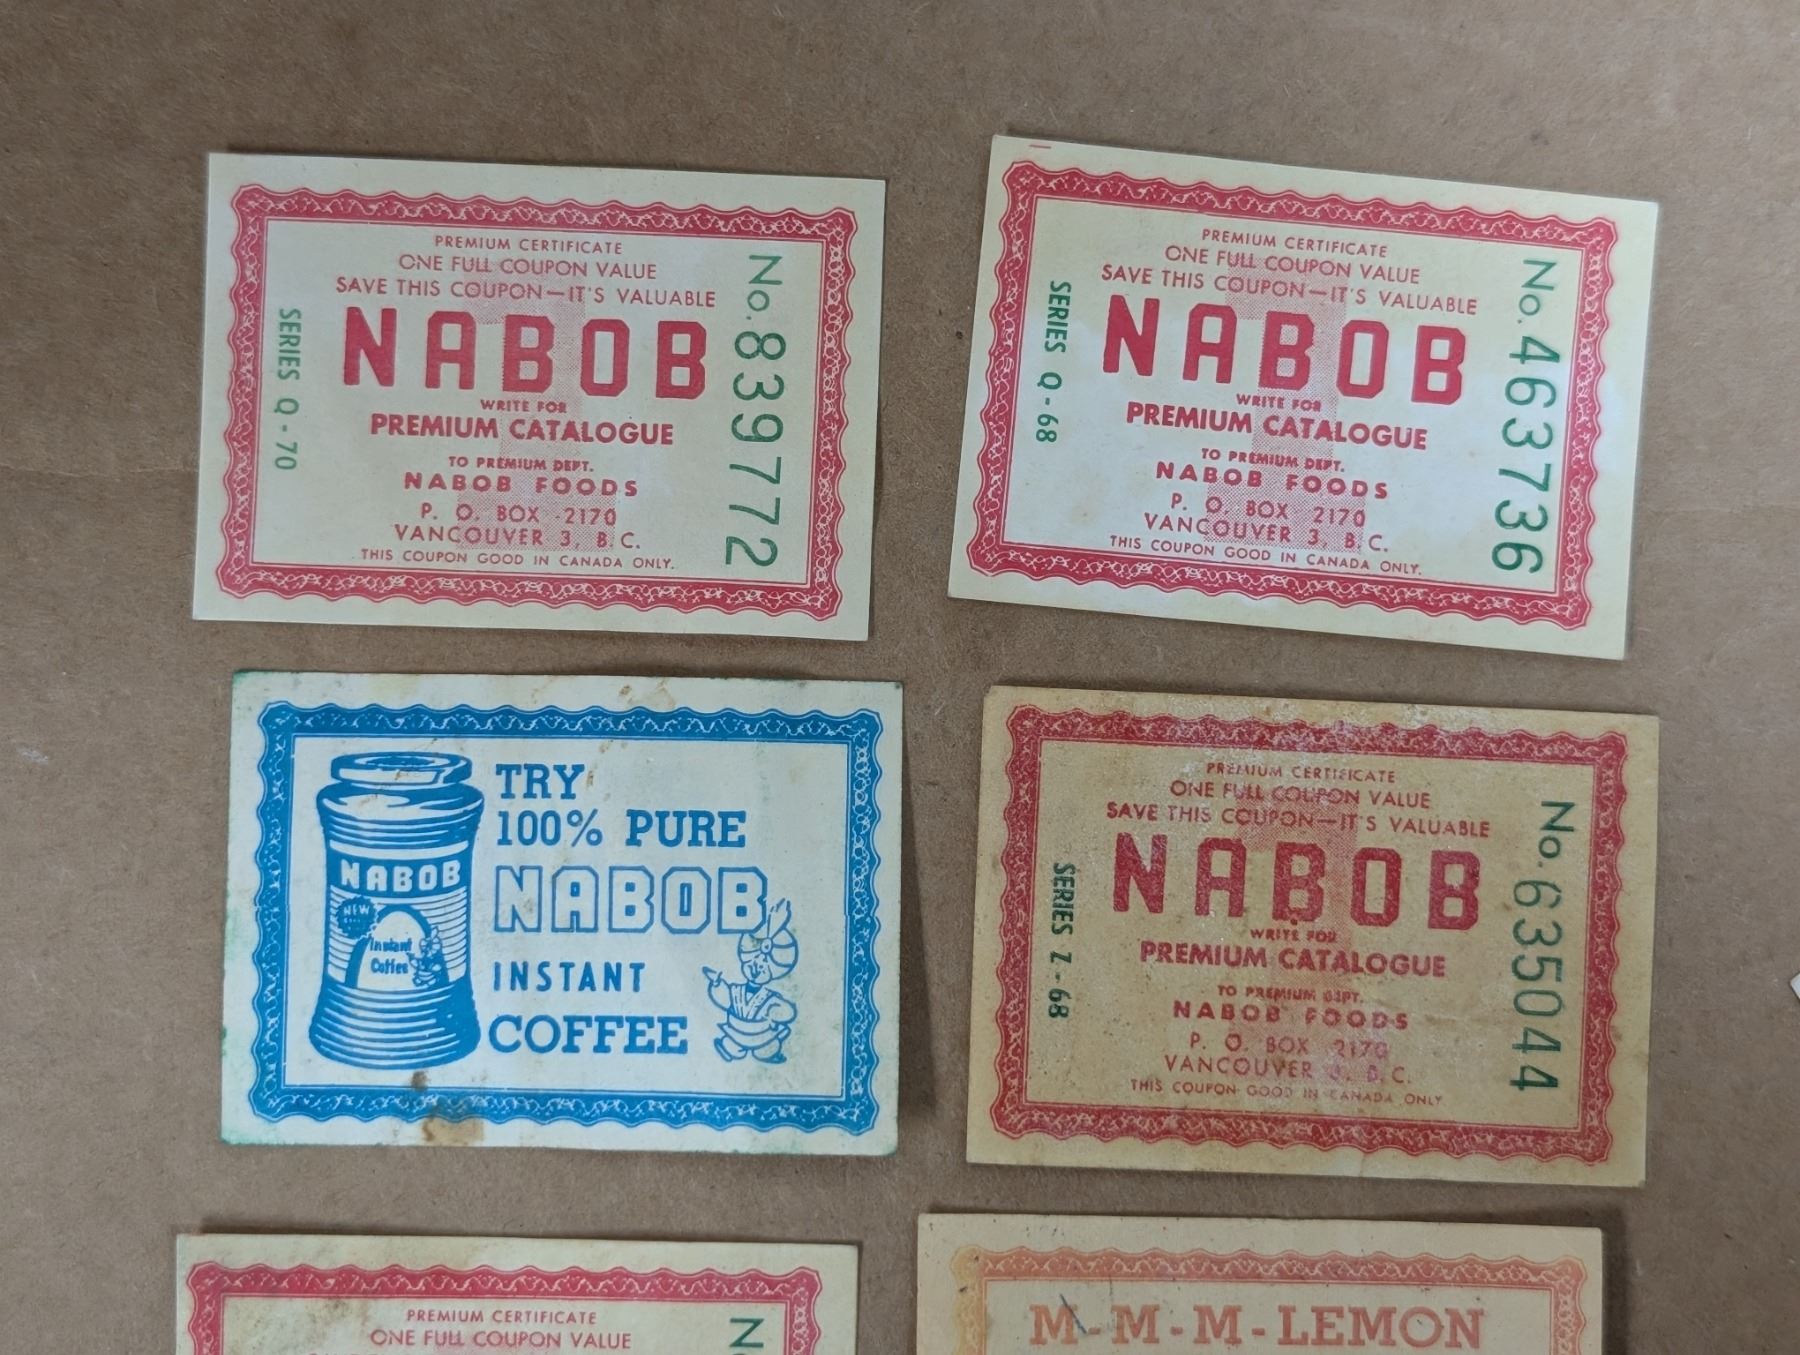 PREMIUM CERTIFICATE
ONE FULL COUPON VALUE
SAVE THIS COUPON—IT'S VALUABLE
NABOB
WRITE FOR
PREMIUM CATALOGUE
TO PREMIUM DEPT.
NABOB FOODS
P. O. BOX 2170
VANCOUVER 3, B.C.
THIS COUPON GOOD IN CANADA ONLY.
SERIES Q-70
No. 839772
PREMIUM CERTIFICATE
ONE FULL COUPON VALUE
SAVE THIS COUPON—IT'S VALUABLE
NABOB
WRITE FOR
PREMIUM CATALOGUE
TO PREMIUM DEPT.
NABOB FOODS
P. O. BOX 2170
VANCOUVER 3, B.C.
THIS COUPON GOOD IN CANADA ONLY.
SERIES Q-68
No. 463736
TRY
100% PURE
NABOB
INSTANT
COFFEE
NABOB
NEW
Instant
Coffee
PREMIUM CERTIFICATE
ONE FULL COUPON VALUE
SAVE THIS COUPON—IT'S VALUABLE
NABOB
WRITE FOR
PREMIUM CATALOGUE
TO PREMIUM DEPT.
NABOB FOODS
P. O. BOX 2170
VANCOUVER B.C.
THIS COUPON GOOD IN CANADA ONLY
SERIES Z-68
No. 635044
PREMIUM CERTIFICATE
ONE FULL COUPON VALUE
M-M-M-LEMON